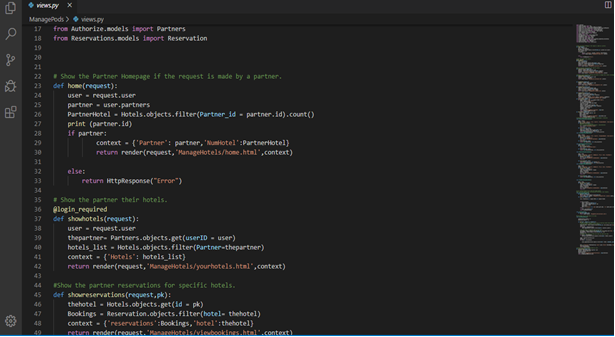 views.py
ManagePods > views.py
17 from Authorize.models import Partners
18 from Reservations.models import Reservation
19
20
21
22 # Show the Partner Homepage if the request is made by a partner.
23 def home(request):
24 user = request.user
25 partner = user.partners
26 PartnerHotel = Hotels.objects.filter(Partner_id = partner.id).count()
27 print (partner.id)
28 if partner:
29 context = {'Partner': partner,'NumHotel':PartnerHotel}
30 return render(request,'ManageHotels/home.html',context)
31
32 else:
33 return HttpResponse("Error")
34
35 # Show the partner their hotels.
36 @login_required
37 def showhotels(request):
38 user = request.user
39 thepartner= Partners.objects.get(userID = user)
40 hotels_list = Hotels.objects.filter(Partner=thepartner)
41 context = {'Hotels': hotels_list}
42 return render(request,'ManageHotels/yourhotels.html',context)
43
44 #Show the partner reservations for specific hotels.
45 def showreservations(request,pk):
46 thehotel = Hotels.objects.get(id = pk)
47 Bookings = Reservation.objects.filter(hotel= thehotel)
48 context = {'reservations':Bookings,'hotel':thehotel}
49 return render(request,'ManageHotels/viewbookings.html',context)